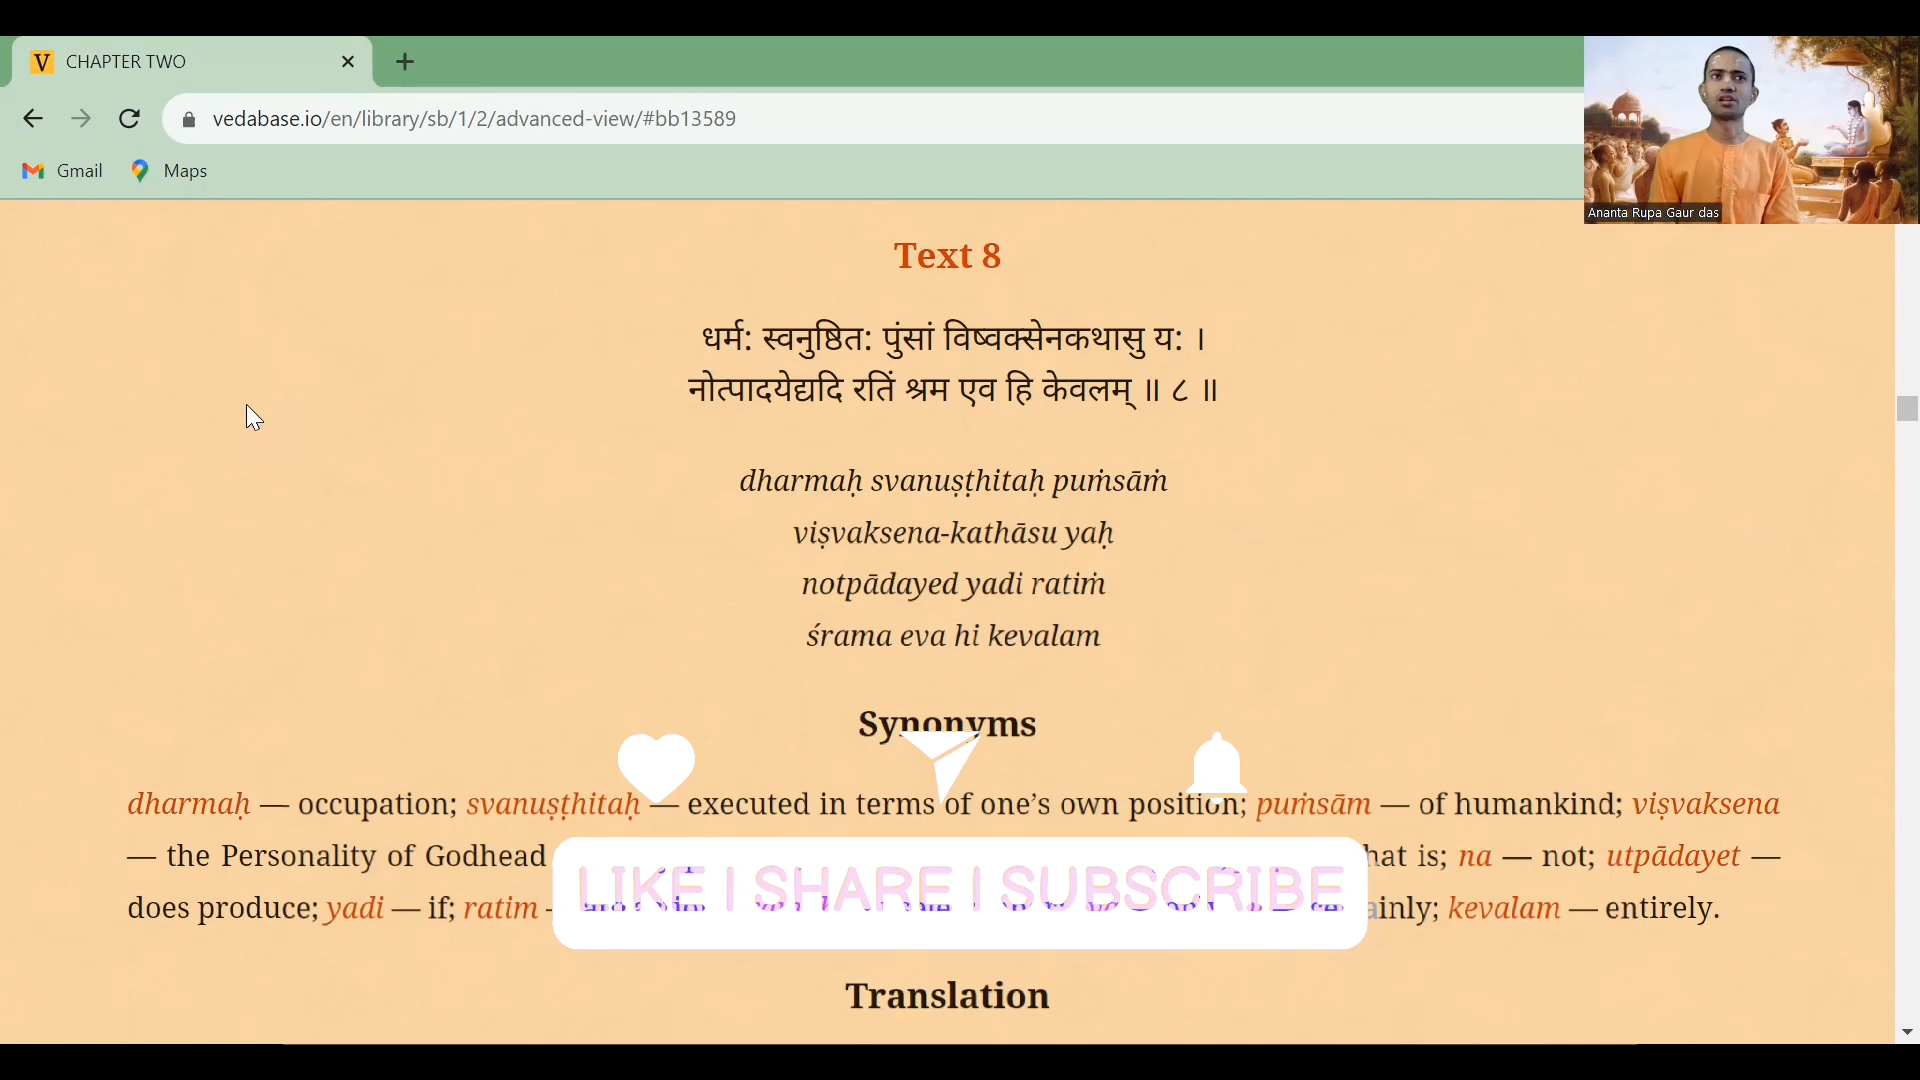 CHAPTER TWO
vedabase.io/en/library/sb/1/2/advanced-view/#bb13589
Gmail Maps
Ananta Rupa Gaur das
Text 8
धर्म: स्वनुष्ठित: पुंसां विष्वक्सेनकथासु य: ।
नोत्पादयेद्यदि रतिं श्रम एव हि केवलम् ॥ ८ ॥
dharmaḥ svanuṣṭhitaḥ puṁsāṁ
viṣvaksena-kathāsu yaḥ
notpādayed yadi ratiṁ
śrama eva hi kevalam
Synonyms
dharmaḥ — occupation; svanuṣṭhitaḥ — executed in terms of one’s own position; puṁsām — of humankind; viṣvaksena
— the Personality of Godhead is; na — not; utpādayet —
does produce; yadi — if; ratim kevalam — entirely.
LIKE I SHARE I SUBSCRIBE
Translation